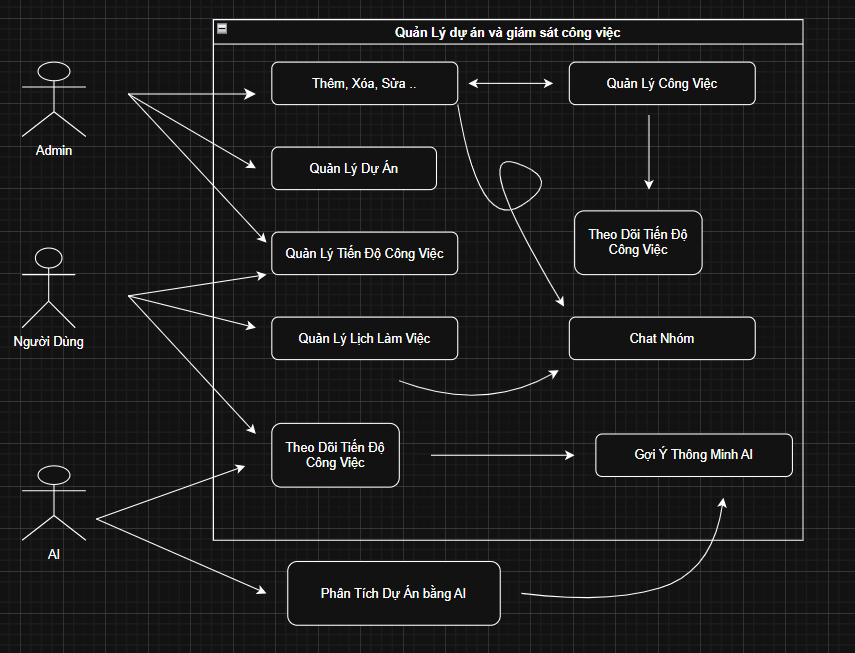 Quản Lý dự án và giám sát công việc
Thêm, Xóa, Sửa ..
Quản Lý Công Việc
Admin
Quản Lý Dự Án
Theo Dõi Tiến Độ
Công Việc
Quản Lý Tiến Độ Công Việc
Người Dùng
Quản Lý Lịch Làm Việc
Chat Nhóm
Theo Dõi Tiến Độ
Công Việc
Gợi Ý Thông Minh AI
AI
Phân Tích Dự Án bằng AI